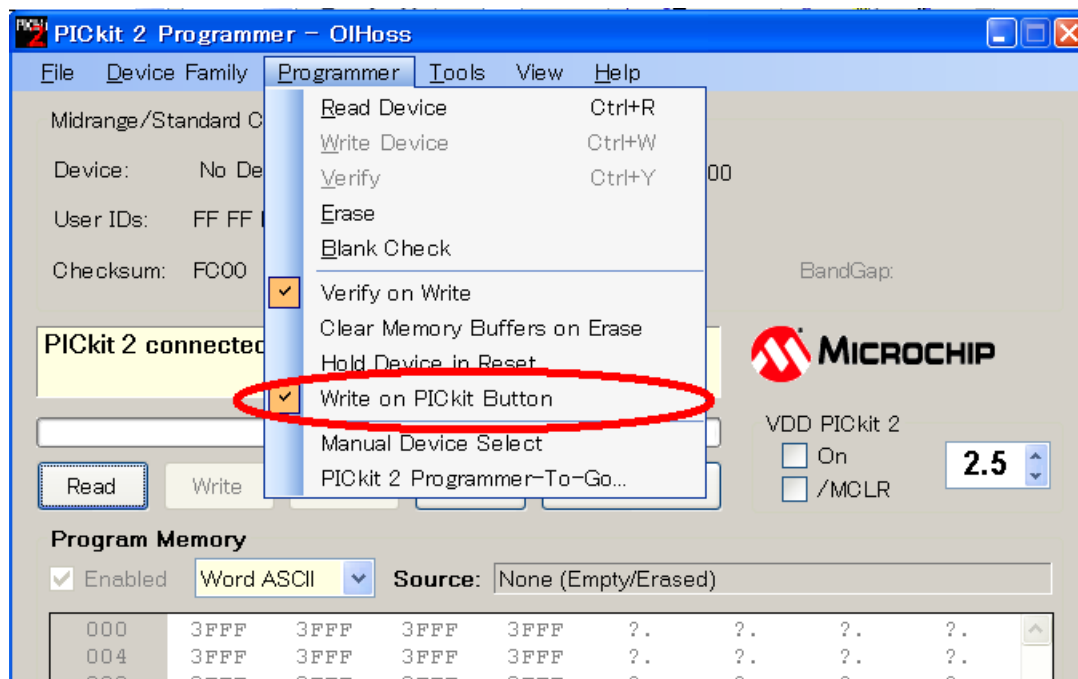 PICkit 2 Programmer - OlHoss
File Device Family Programmer Tools View Help
Midrange/Standard C
Device: No De
00
User IDs: FF FF
Checksum: FC00
BandGap:
Read Device Ctrl+R
Write Device Ctrl+W
Verify Ctrl+Y
Erase
Blank Check
Verify on Write
Clear Memory Buffers on Erase
Hold Device in Reset
Write on PICkit Button
Manual Device Select
PICkit 2 Programmer-To-Go...
PICkit 2 connected
MICROCHIP
VDD PICkit 2
On
/MCLR
2.5
Read Write
Program Memory
Enabled Word ASCII Source: None (Empty/Erased)
000 3FFF 3FFF 3FFF 3FFF ?. ?. ?. ?.
004 3FFF 3FFF 3FFF 3FFF ?. ?. ?. ?.